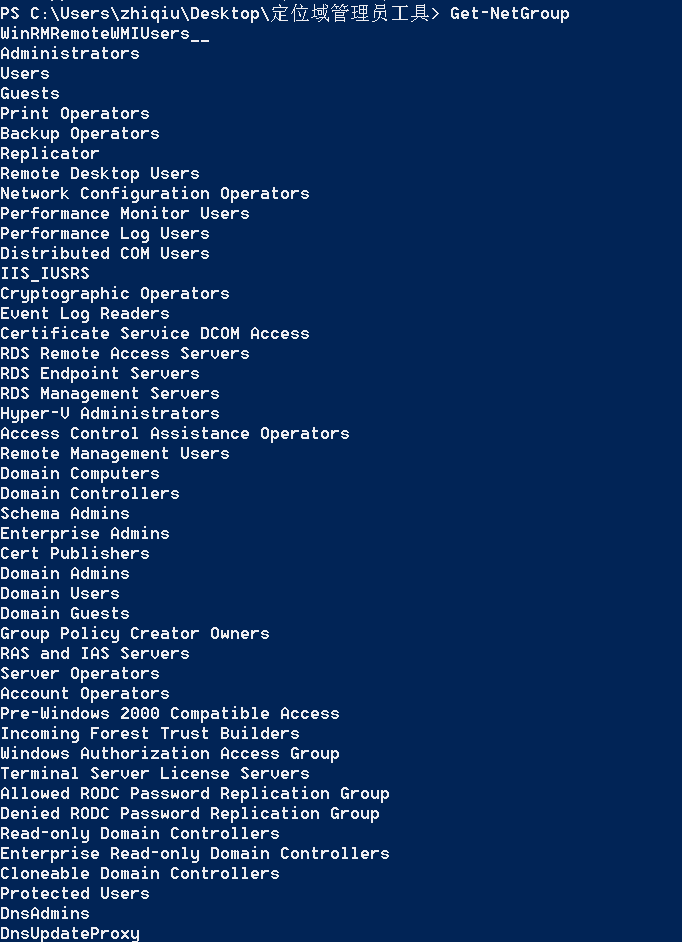 PS C:\Users\zhiqiu\Desktop\定位域管理员工具> Get-NetGroup
WinRMRemoteWMIUsers__
Administrators
Users
Guests
Print Operators
Backup Operators
Replicator
Remote Desktop Users
Network Configuration Operators
Performance Monitor Users
Performance Log Users
Distributed COM Users
IIS_IUSRS
Cryptographic Operators
Event Log Readers
Certificate Service DCOM Access
RDS Remote Access Servers
RDS Endpoint Servers
RDS Management Servers
Hyper-V Administrators
Access Control Assistance Operators
Remote Management Users
Domain Computers
Domain Controllers
Schema Admins
Enterprise Admins
Cert Publishers
Domain Admins
Domain Users
Domain Guests
Group Policy Creator Owners
RAS and IAS Servers
Server Operators
Account Operators
Pre-Windows 2000 Compatible Access
Incoming Forest Trust Builders
Windows Authorization Access Group
Terminal Server License Servers
Allowed RODC Password Replication Group
Denied RODC Password Replication Group
Read-only Domain Controllers
Enterprise Read-only Domain Controllers
Cloneable Domain Controllers
Protected Users
DnsAdmins
DnsUpdateProxy